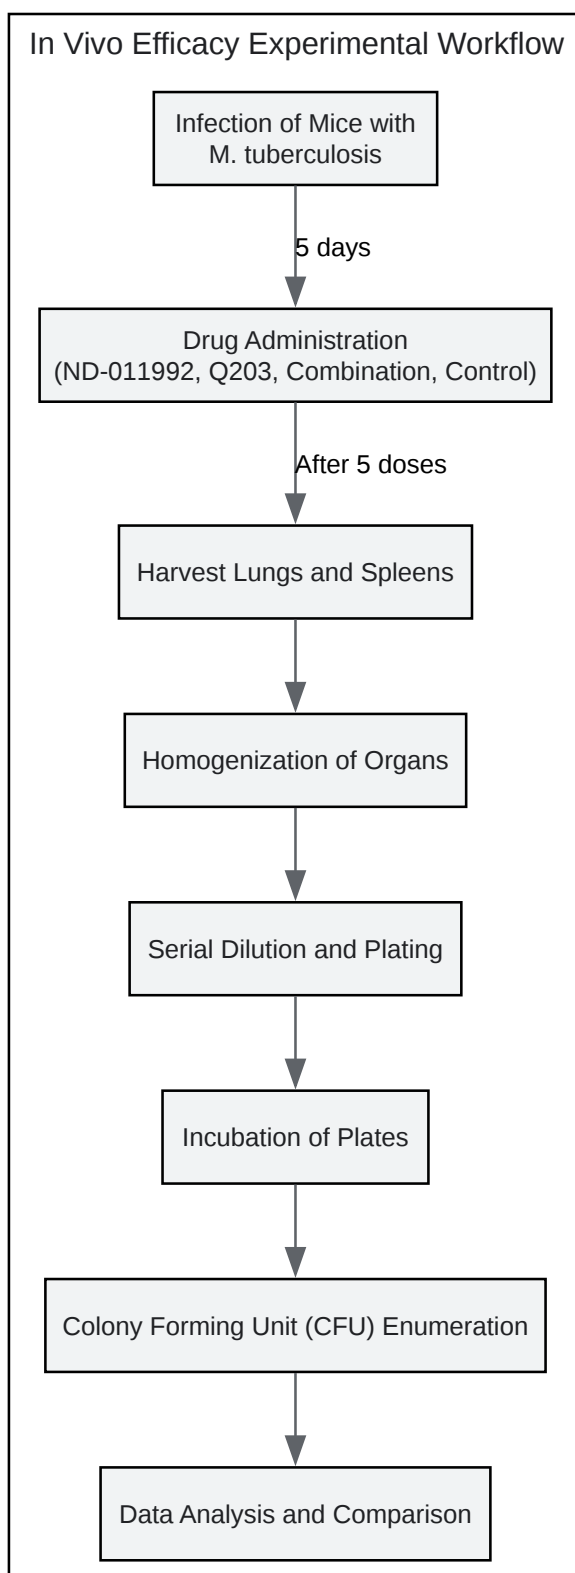 In Vivo Efficacy Experimental Workflow
Infection of Mice with
M. tuberculosis
5 days
Drug Administration
(ND-011992, Q203, Combination, Control)
After 5 doses
Harvest Lungs and Spleens
Homogenization of Organs
Serial Dilution and Plating
Incubation of Plates
Colony Forming Unit (CFU) Enumeration
Data Analysis and Comparison